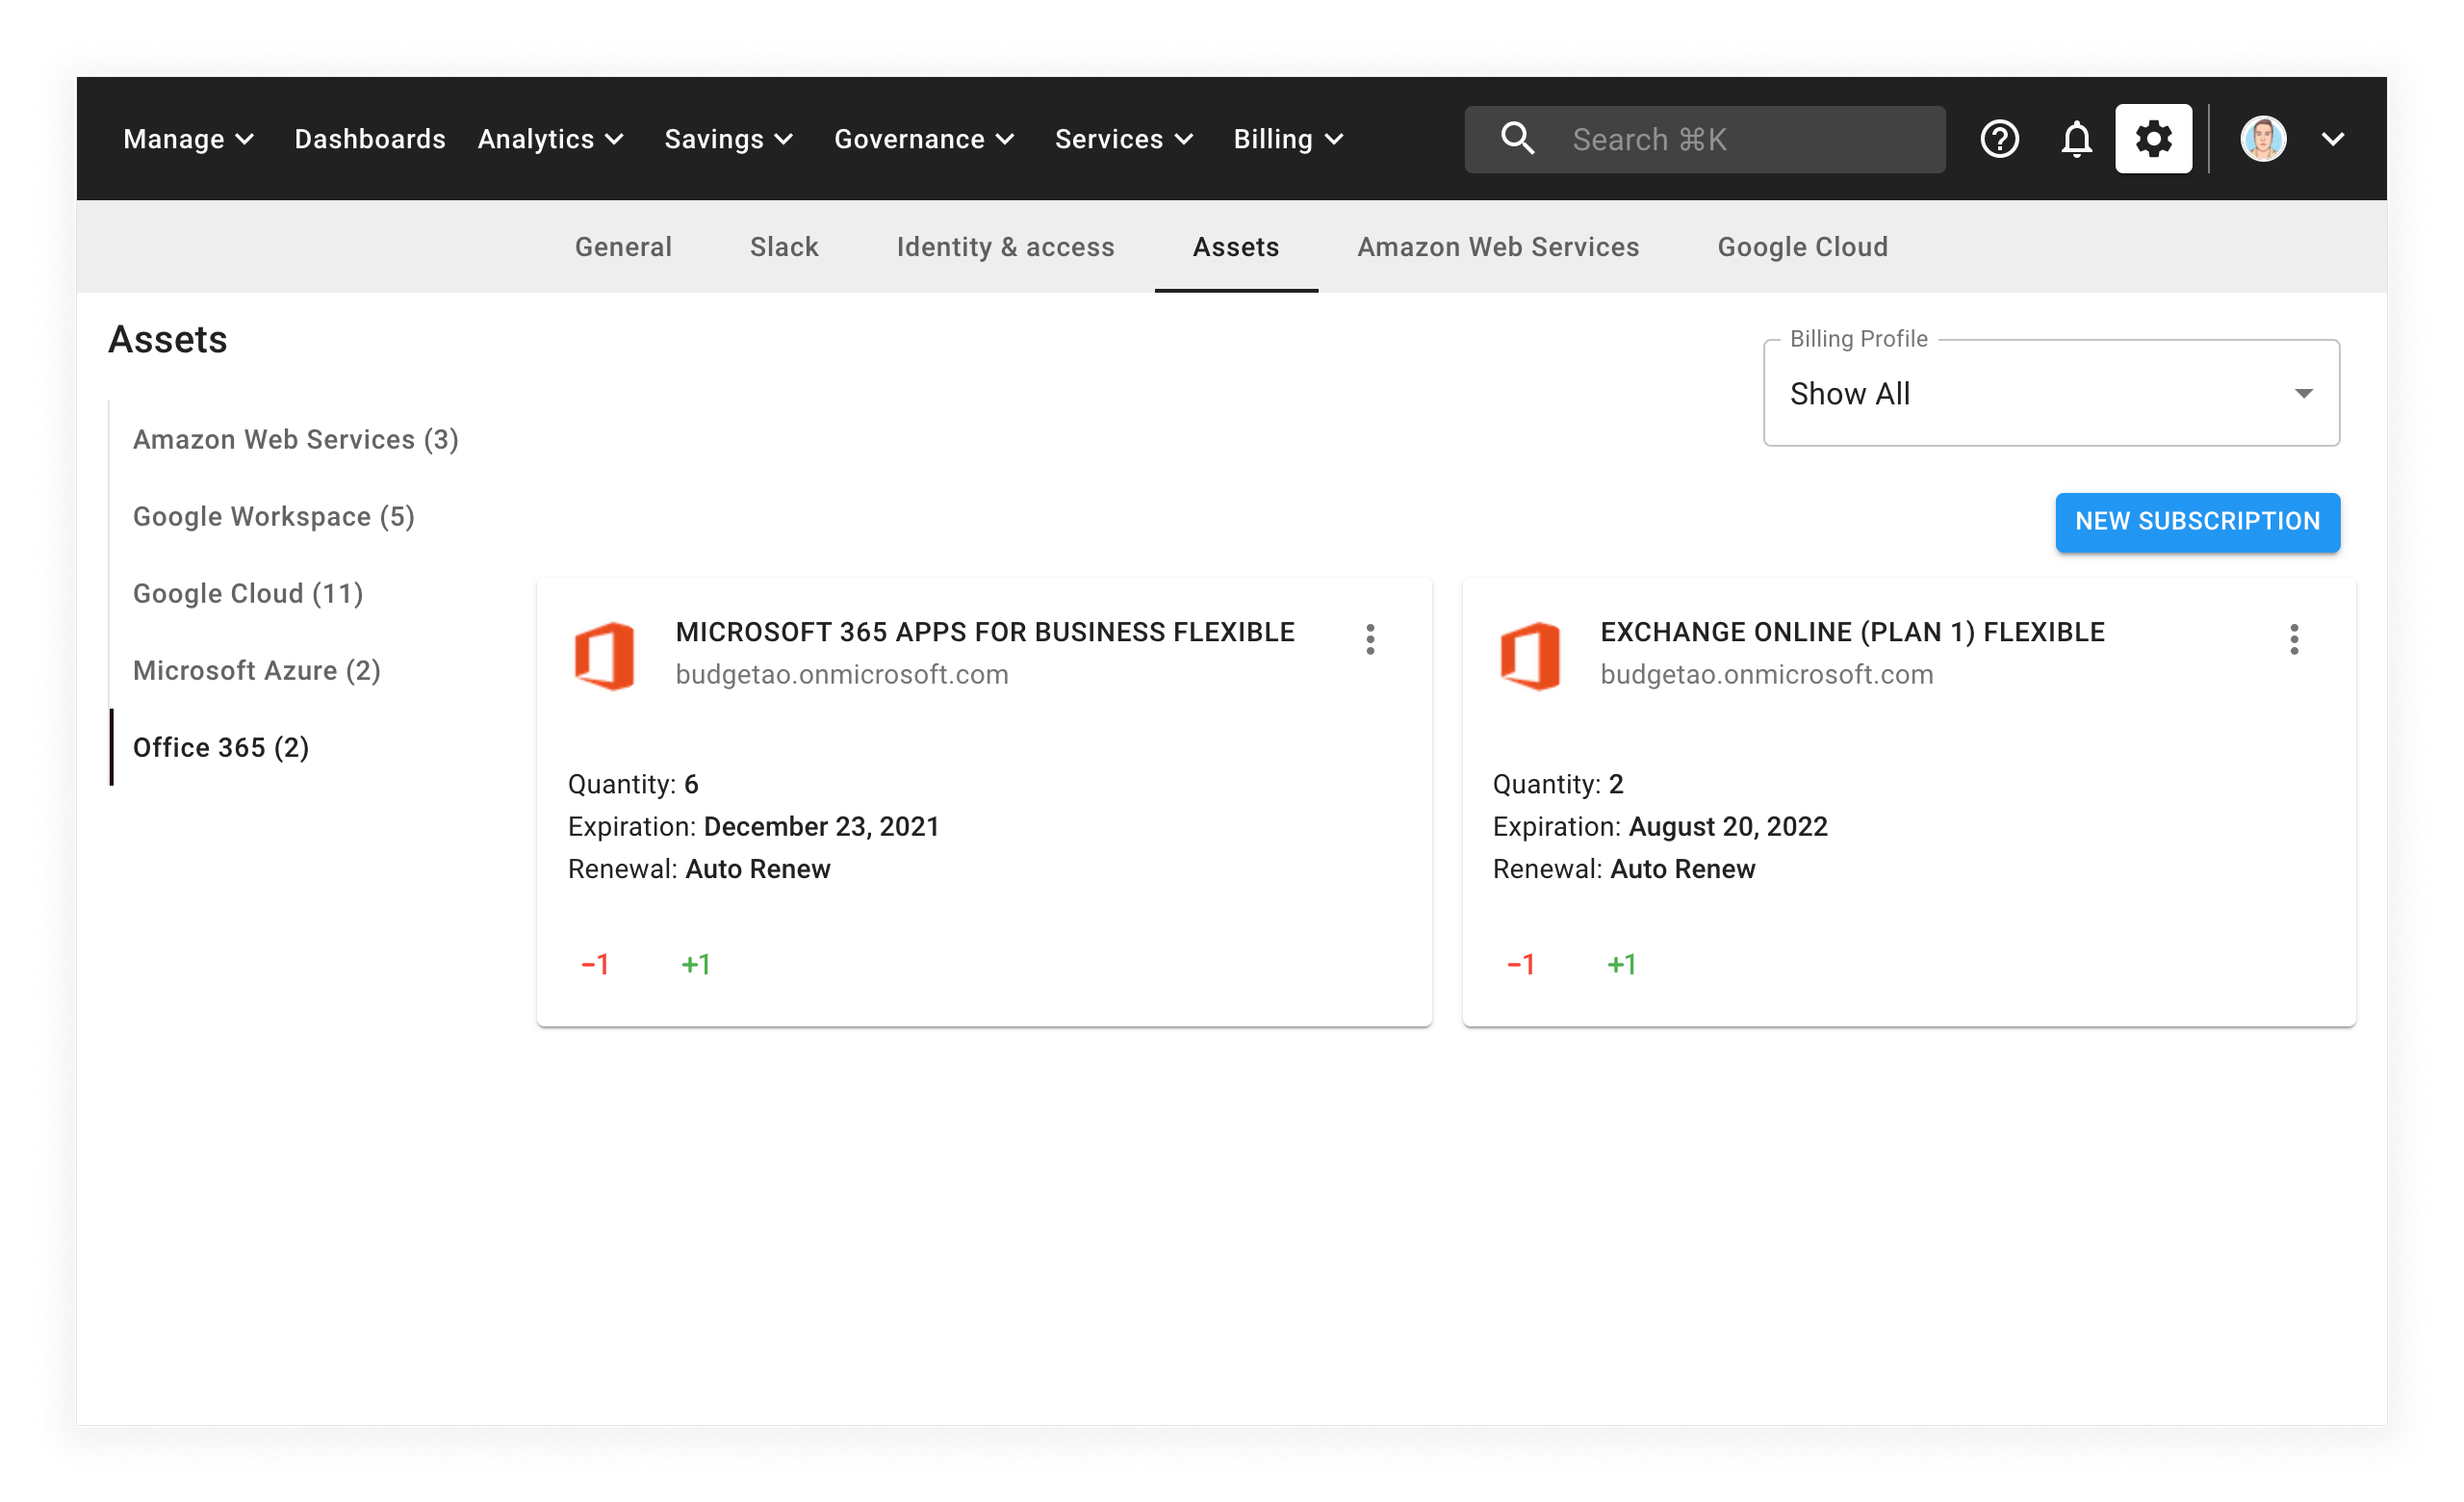 Manage Dashboards Analytics Savings Governance Services Billing Search ⌘K
General Slack Identity & access Assets Amazon Web Services Google Cloud
Assets
Billing Profile
Show All
Amazon Web Services (3)
Google Workspace (5)
Google Cloud (11)
Microsoft Azure (2)
Office 365 (2)
NEW SUBSCRIPTION
MICROSOFT 365 APPS FOR BUSINESS FLEXIBLE
budgetao.onmicrosoft.com
Quantity: 6
Expiration: December 23, 2021
Renewal: Auto Renew
−1 +1
EXCHANGE ONLINE (PLAN 1) FLEXIBLE
budgetao.onmicrosoft.com
Quantity: 2
Expiration: August 20, 2022
Renewal: Auto Renew
−1 +1